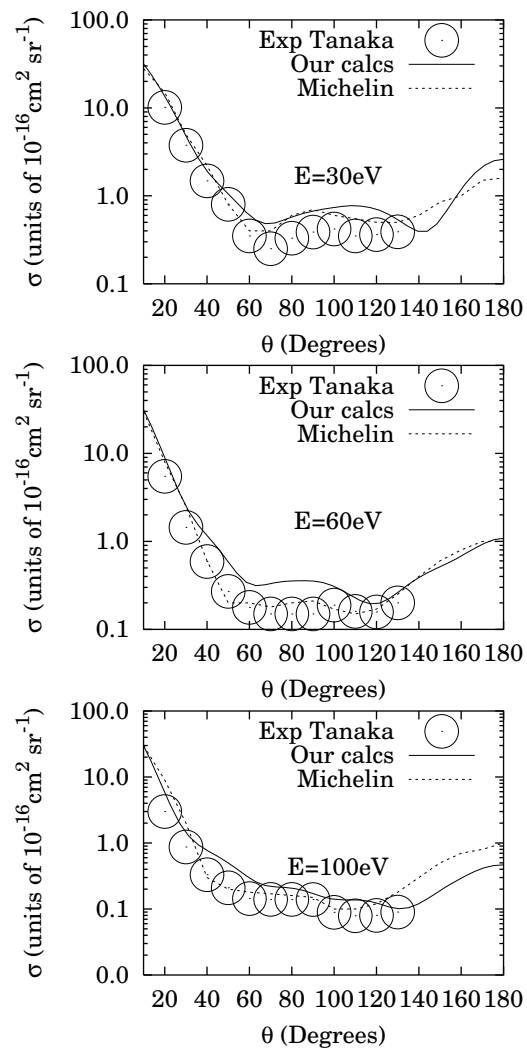 Exp Tanaka
Our calcs
Michelin
E=30eV
σ (units of 10⁻¹⁶cm² sr⁻¹)
100.0
10.0
1.0
0.1
20 40 60 80 100 120 140 160 180
θ (Degrees)
Exp Tanaka
Our calcs
Michelin
E=60eV
σ (units of 10⁻¹⁶cm² sr⁻¹)
100.0
10.0
1.0
0.1
20 40 60 80 100 120 140 160 180
θ (Degrees)
Exp Tanaka
Our calcs
Michelin
E=100eV
σ (units of 10⁻¹⁶cm² sr⁻¹)
100.0
10.0
1.0
0.1
0.0
20 40 60 80 100 120 140 160 180
θ (Degrees)